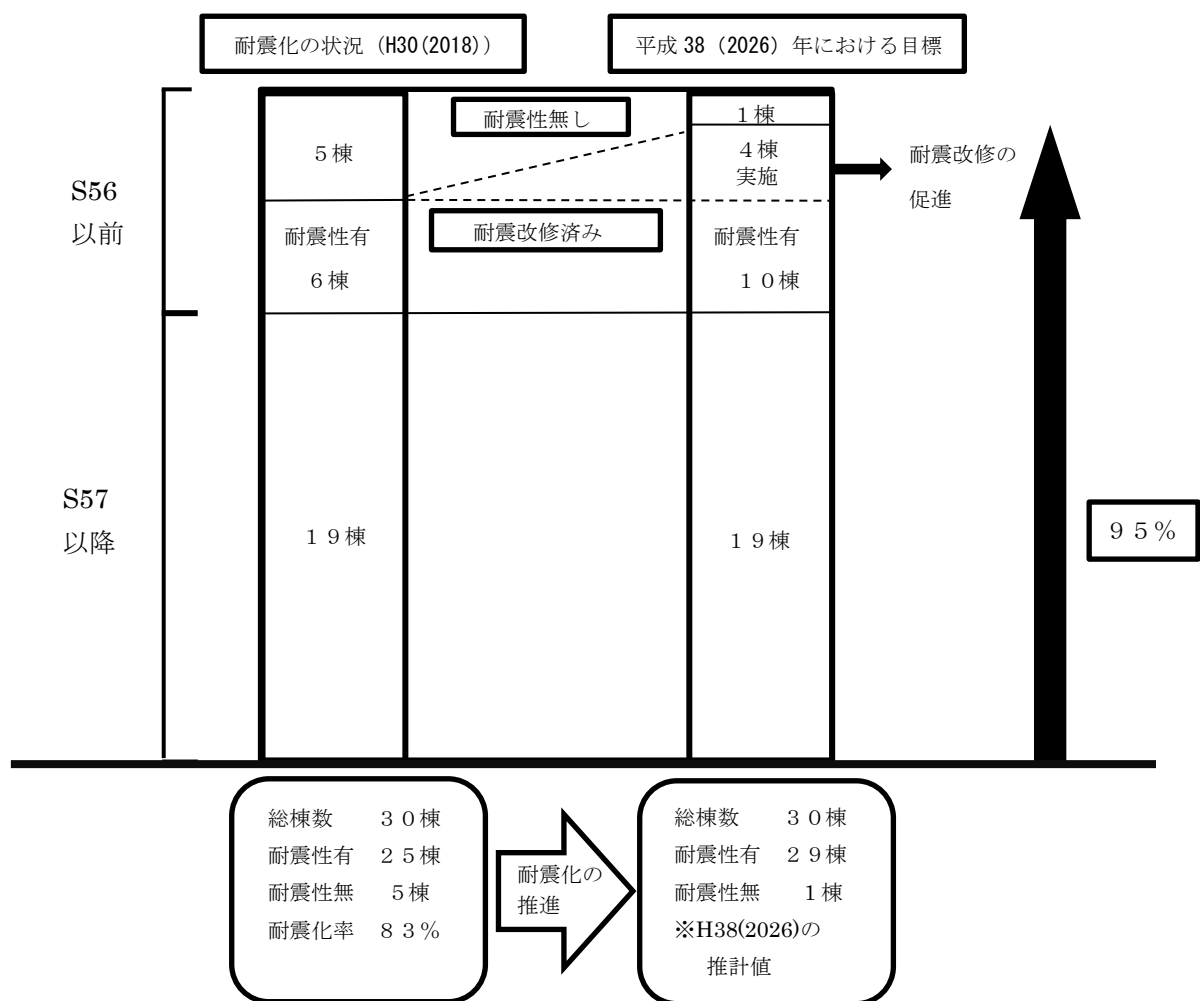 耐震化の状況（H30(2018)）
平成 38（2026）年における目標
S56
以前
S57
以降
５棟
耐震性有
６棟
１９棟
耐震性無し
耐震改修済み
１棟
４棟
実施
耐震性有
１０棟
１９棟
耐震改修の
促進
９５％
総棟数　３０棟
耐震性有　２５棟
耐震性無　５棟
耐震化率　８３％
耐震化の
推進
総棟数　３０棟
耐震性有　２９棟
耐震性無　１棟
※H38(2026)の
推計値